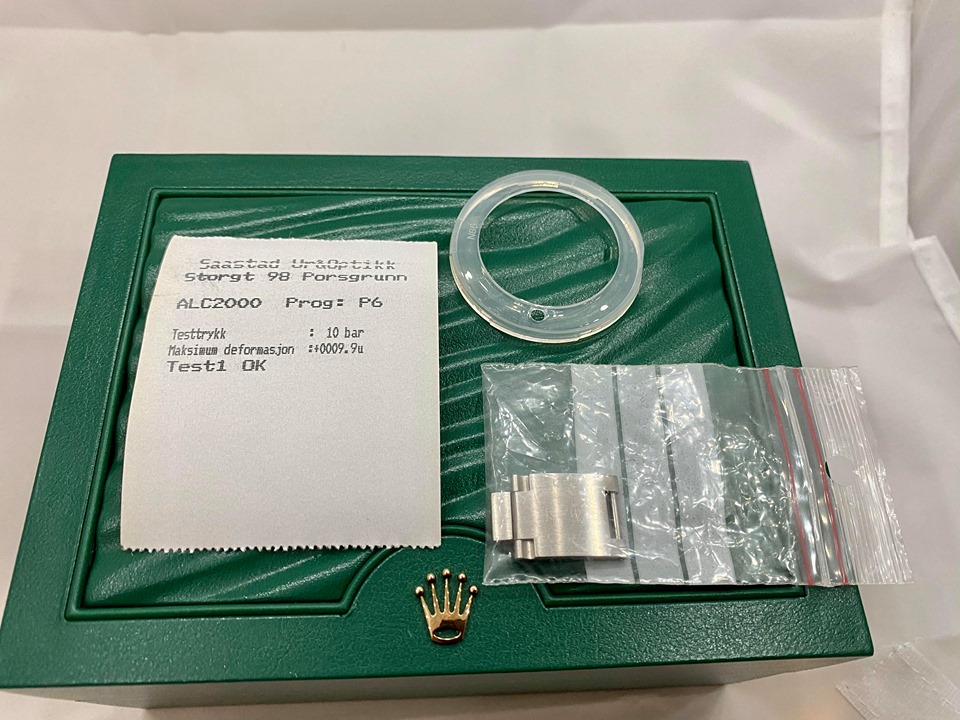 Saastad Ur&Optikk
Storgt 98 Porsgrunn
ALC2000 Prog: P6
Testtrykk : 10 bar
Maksimum deformasjon :+0009.9u
Test1 OK